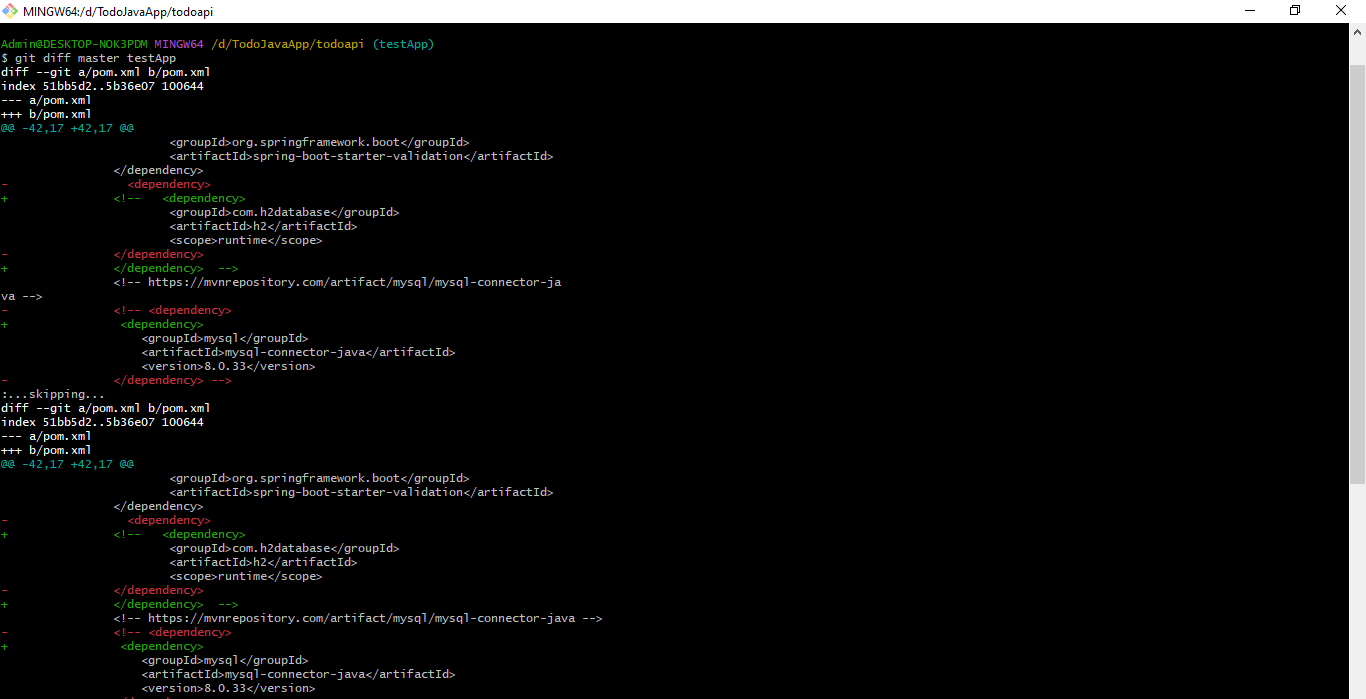 MINGW64:/d/TodoJavaApp/todoapi
Admin@DESKTOP-NOK3PDM MINGW64 /d/TodoJavaApp/todoapi (testApp)
$ git diff master testApp
diff --git a/pom.xml b/pom.xml
index 51bb5d2..5b36e07 100644
--- a/pom.xml
+++ b/pom.xml
@@ -42,17 +42,17 @@
                        <groupId>org.springframework.boot</groupId>
                        <artifactId>spring-boot-starter-validation</artifactId>
                </dependency>
-                 <dependency>
+               <!--   <dependency>
                        <groupId>com.h2database</groupId>
                        <artifactId>h2</artifactId>
                        <scope>runtime</scope>
-               </dependency>
+               </dependency>  -->
                <!-- https://mvnrepository.com/artifact/mysql/mysql-connector-ja
va -->
-               <!-- <dependency>
+                <dependency>
                    <groupId>mysql</groupId>
                    <artifactId>mysql-connector-java</artifactId>
                    <version>8.0.33</version>
-               </dependency> -->
:...skipping...
diff --git a/pom.xml b/pom.xml
index 51bb5d2..5b36e07 100644
--- a/pom.xml
+++ b/pom.xml
@@ -42,17 +42,17 @@
                        <groupId>org.springframework.boot</groupId>
                        <artifactId>spring-boot-starter-validation</artifactId>
                </dependency>
-                 <dependency>
+               <!--   <dependency>
                        <groupId>com.h2database</groupId>
                        <artifactId>h2</artifactId>
                        <scope>runtime</scope>
-               </dependency>
+               </dependency>  -->
                <!-- https://mvnrepository.com/artifact/mysql/mysql-connector-java -->
-               <!-- <dependency>
+                <dependency>
                    <groupId>mysql</groupId>
                    <artifactId>mysql-connector-java</artifactId>
                    <version>8.0.33</version>